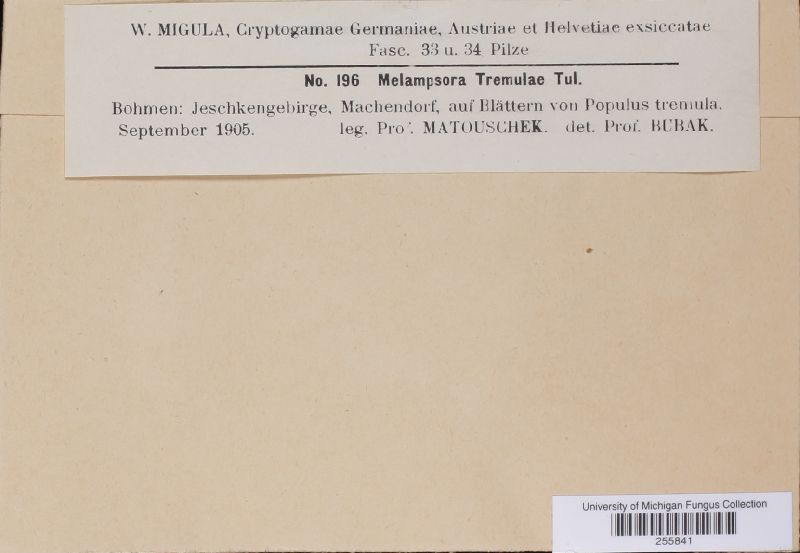 W. MIGULA, Cryptogamae Germaniae, Austriae et Helvetiae exsiccatae
Fasc. 33 u. 34 Pilze
No. 196 Melampsora Tremulae Tul.
Bohmen: Jeschkengebirge, Machendorf, auf Blättern von Populus tremula.
September 1905. leg. Prof. MATOUSCHEK. det. Prof. BUBAK.
University of Michigan Fungus Collection
255841